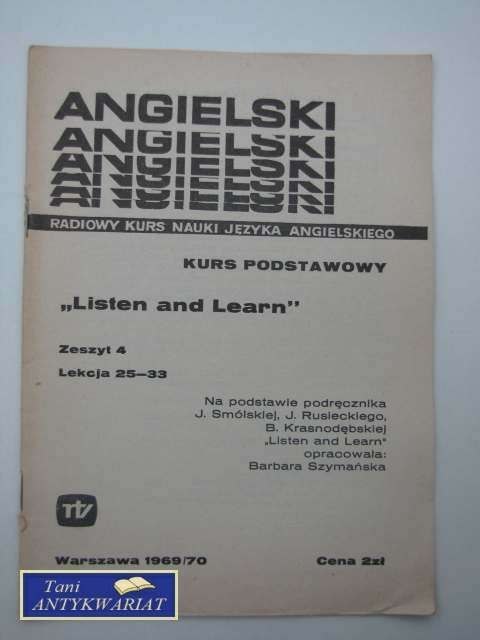 ANGIELSKI
ANGIELSKI
ANGIELSKI
ANGIELSKI
ANGIELSKI
RADIOWY KURS NAUKI JĘZYKA ANGIELSKIEGO
KURS PODSTAWOWY
„Listen and Learn”
Zeszyt 4
Lekcja 25—33
Na podstawie podręcznika
J. Smólskiej, J. Rusieckiego,
B. Krasnodębskiej
„Listen and Learn”
opracowala:
Barbara Szymańska
rtv
Warszawa 1969/70
Cena 2zł
Tani
ANTYKWARIAT